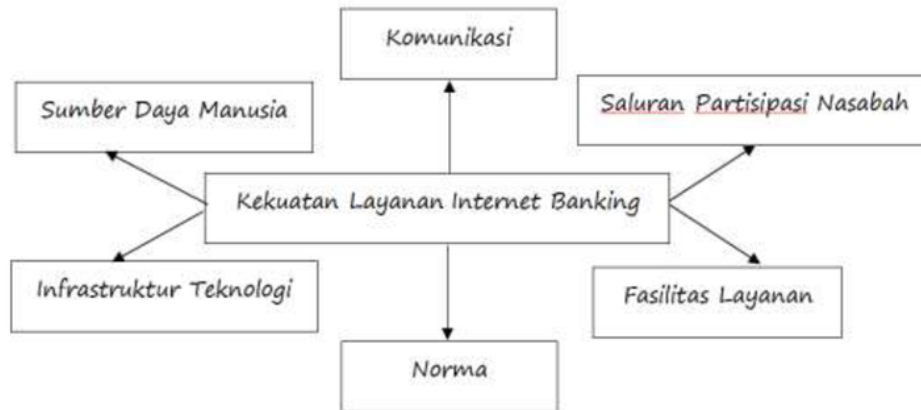 Komunikasi
Sumber Daya Manusia
Saluran Partisipasi Nasabah
Kekuatan Layanan Internet Banking
Infrastruktur Teknologi
Fasilitas Layanan
Norma